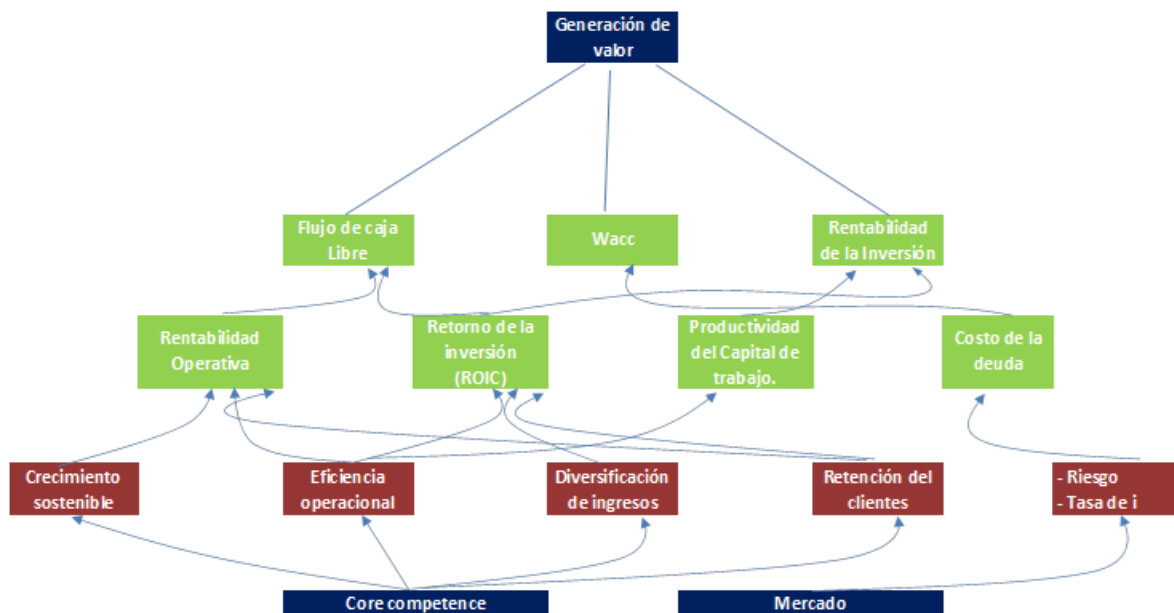 Generación de
valor
Flujo de caja
Libre
Wacc
Rentabilidad
de la Inversión
Rentabilidad
Operativa
Retorno de la
inversión
(ROIC)
Productividad
del Capital de
trabajo.
Costo de la
deuda
Crecimiento
sostenible
Eficiencia
operacional
Diversificación
de ingresos
Retención del
clientes
- Riesgo
- Tasa de i
Core competence
Mercado